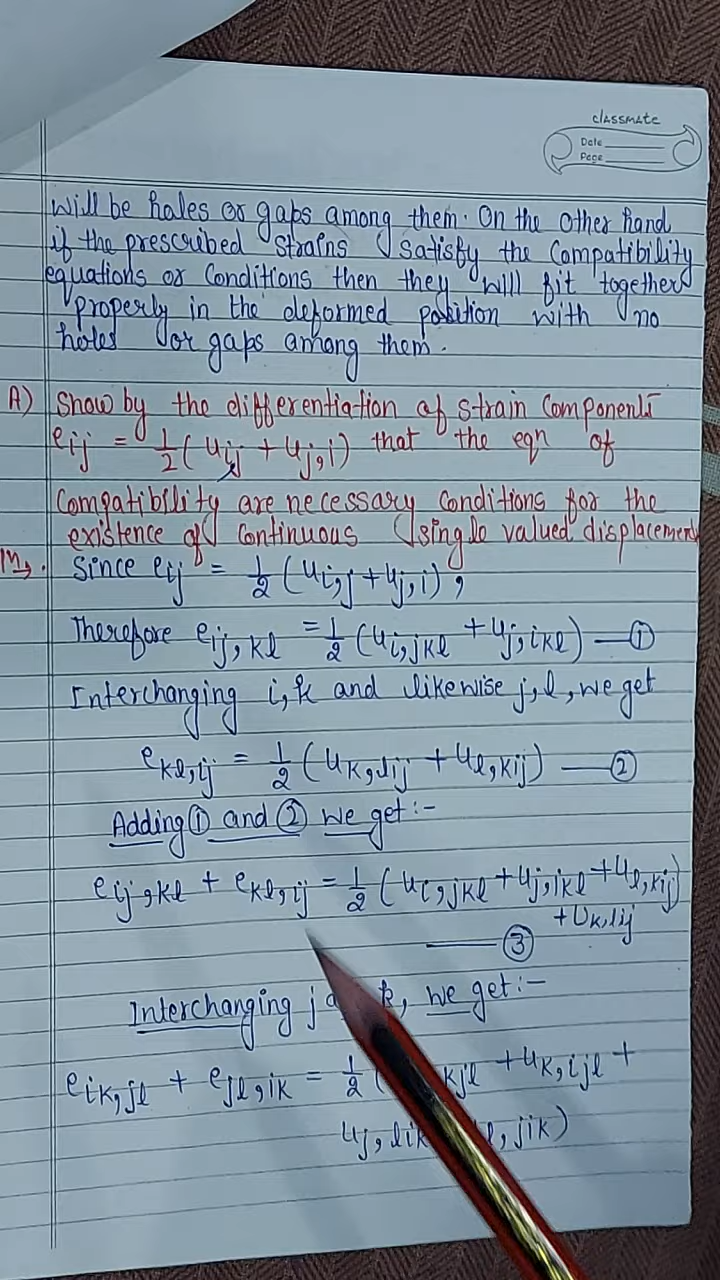 classmate
Date
Page
will be holes or gaps among them. On the other hand
if the prescribed strains satisfy the compatibility
equations or conditions then they will fit together
properly in the deformed position with no
holes or gaps among them.
A) Show by the differentiation of strain components
eij = 1/2 (ui,j + uj,i) that the eqn of
Compatibility are necessary conditions for the
existence of continuous single valued displacement
Since eij = 1/2 (ui,j + uj,i),
Therefore eij,kl = 1/2 (ui,jkl + uj,ikl) — ①
Interchanging i,k and likewise j,l, we get
ekl,ij = 1/2 (uk,lij + ul,kij) — ②
Adding ① and ② we get:-
eij,kl + ekl,ij = 1/2 (ui,jkl + uj,ikl + ul,kij)
+ uk,lij
— ③
Interchanging j k, we get:-
eik,jl + ejl,ik = 1/2 ( kjl + uk,ijl +
uj,lik , jik)